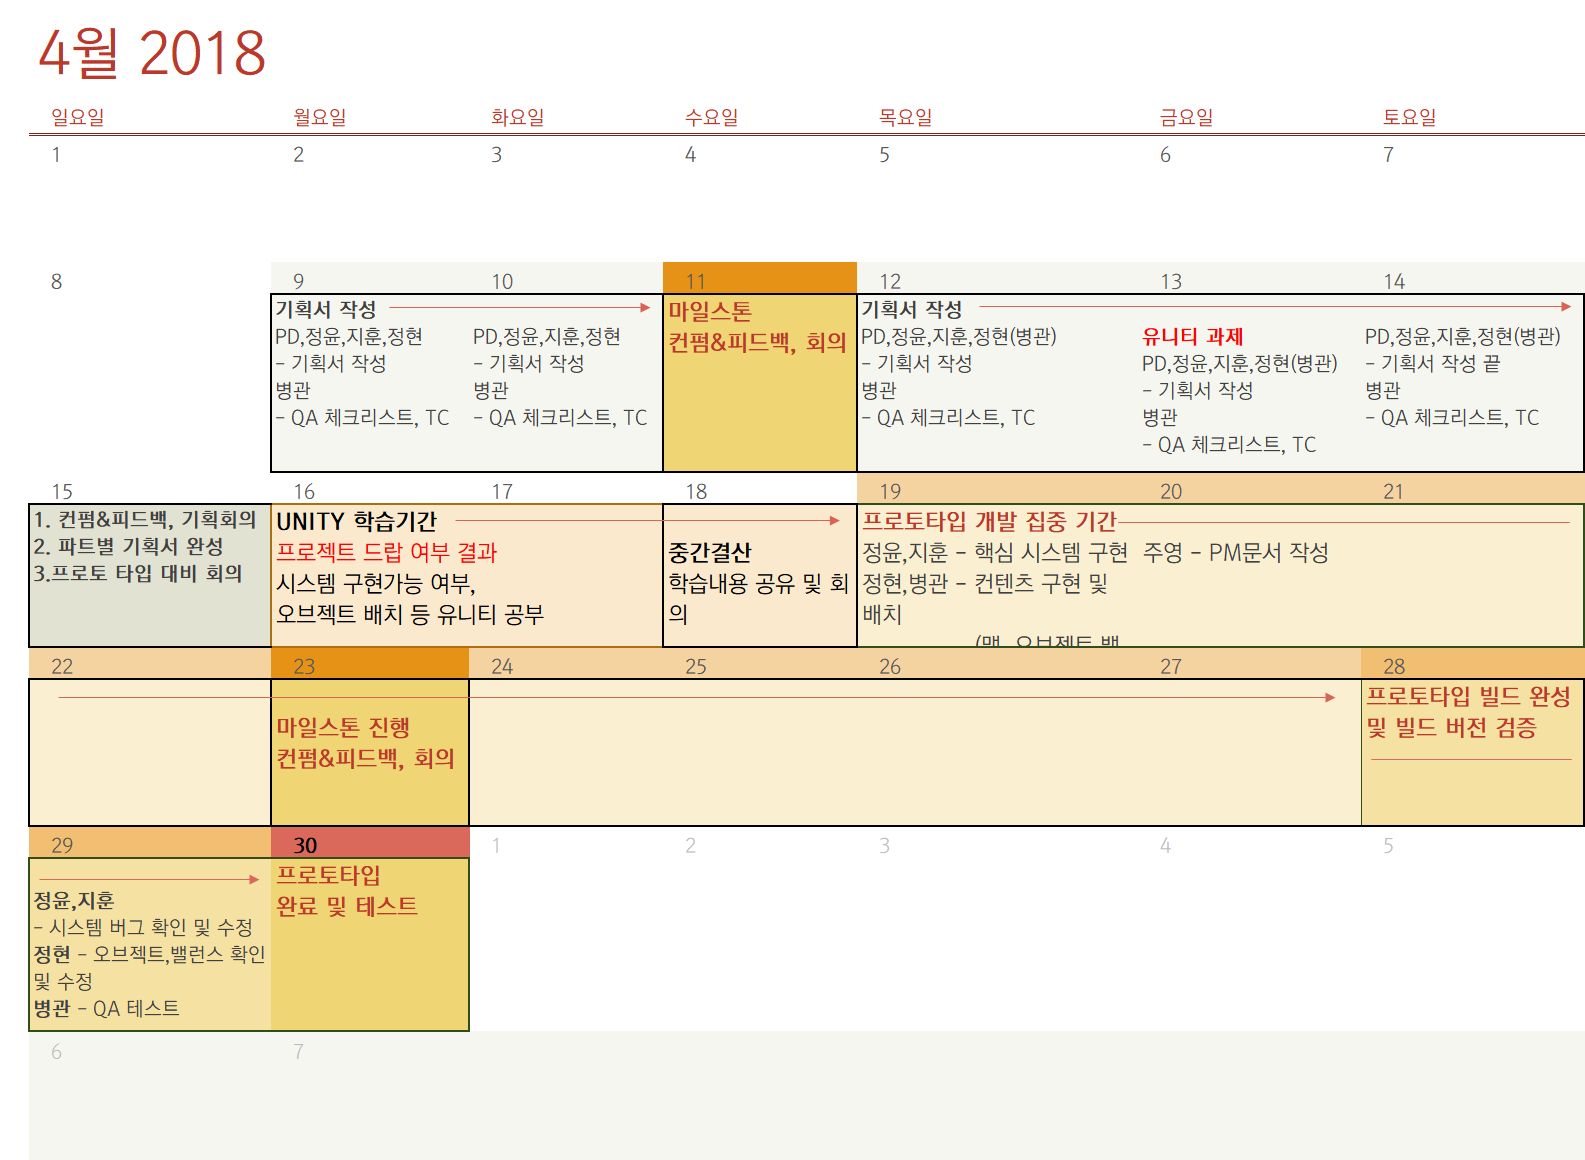 4월 2018
일요일 월요일 화요일 수요일 목요일 금요일 토요일
1 2 3 4 5 6 7
8 9 10 11 12 13 14
기획서 작성
PD,정윤,지훈,정현
- 기획서 작성
병관
- QA 체크리스트, TC
PD,정윤,지훈,정현
- 기획서 작성
병관
- QA 체크리스트, TC
마일스톤
컨펌&피드백, 회의
기획서 작성
PD,정윤,지훈,정현(병관)
- 기획서 작성
병관
- QA 체크리스트, TC
유니티 과제
PD,정윤,지훈,정현(병관)
- 기획서 작성
병관
- QA 체크리스트, TC
PD,정윤,지훈,정현(병관)
- 기획서 작성 끝
병관
- QA 체크리스트, TC
15 16 17 18 19 20 21
1. 컨펌&피드백, 기획회의
2. 파트별 기획서 완성
3.프로토 타입 대비 회의
UNITY 학습기간
프로젝트 드랍 여부 결과
시스템 구현가능 여부,
오브젝트 배치 등 유니티 공부
중간결산
학습내용 공유 및 회
의
프로토타입 개발 집중 기간
정윤,지훈 - 핵심 시스템 구현
정현,병관 - 컨텐츠 구현 및
배치
(맵, 오브젝트 백
주영 - PM문서 작성
22 23 24 25 26 27 28
마일스톤 진행
컨펌&피드백, 회의
프로토타입 빌드 완성
및 빌드 버전 검증
29 30 1 2 3 4 5
정윤,지훈
- 시스템 버그 확인 및 수정
정현 - 오브젝트,밸런스 확인
및 수정
병관 - QA 테스트
프로토타입
완료 및 테스트
6 7